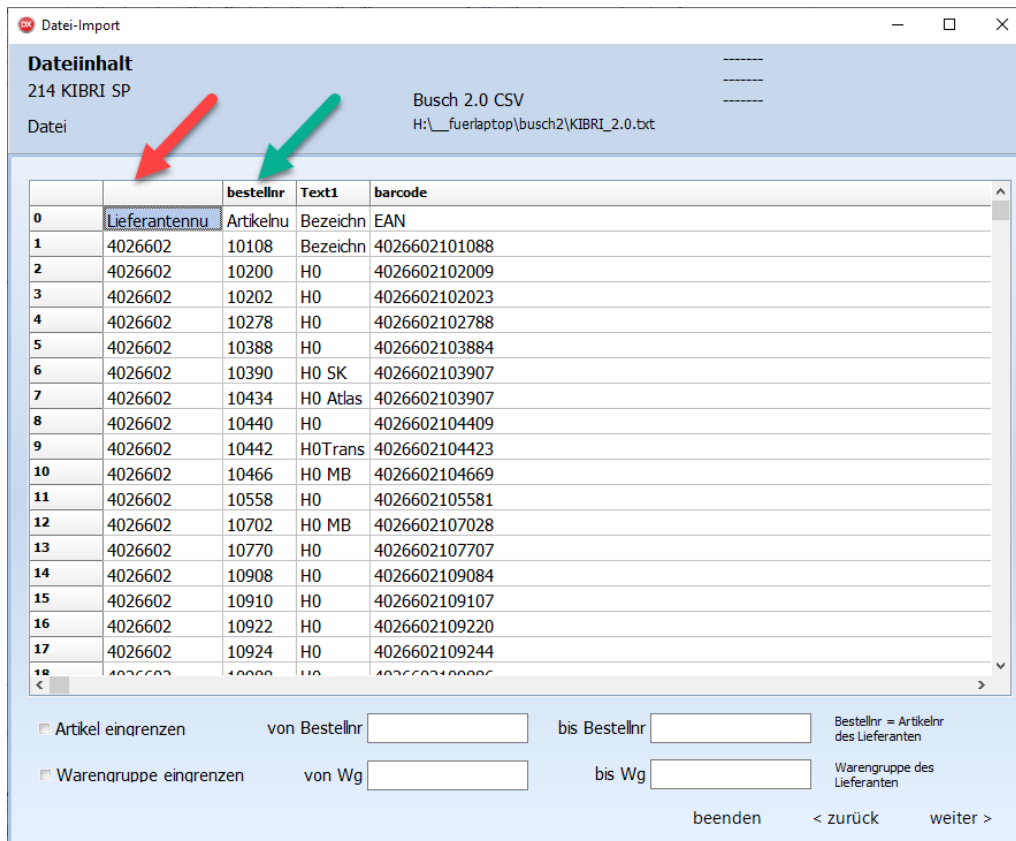 Datei-Import
Dateiinhalt
-------
214 KIBRI SP
-------
Busch 2.0 CSV
-------
Datei
H:\__fuerlaptop\busch2\KIBRI_2.0.txt
bestellnr Text1 barcode
0 Lieferantennu Artikelnu Bezeichn EAN
1 4026602 10108 Bezeichn 4026602101088
2 4026602 10200 H0 4026602102009
3 4026602 10202 H0 4026602102023
4 4026602 10278 H0 4026602102788
5 4026602 10388 H0 4026602103884
6 4026602 10390 H0 SK 4026602103907
7 4026602 10434 H0 Atlas 4026602103907
8 4026602 10440 H0 4026602104409
9 4026602 10442 H0Trans 4026602104423
10 4026602 10466 H0 MB 4026602104669
11 4026602 10558 H0 4026602105581
12 4026602 10702 H0 MB 4026602107028
13 4026602 10770 H0 4026602107707
14 4026602 10908 H0 4026602109084
15 4026602 10910 H0 4026602109107
16 4026602 10922 H0 4026602109220
17 4026602 10924 H0 4026602109244
18 4026602
Artikel eingrenzen von Bestellnr bis Bestellnr Bestellnr = Artikelnr
des Lieferanten
Warengruppe eingrenzen von Wg bis Wg Warengruppe des
Lieferanten
beenden < zurück weiter >